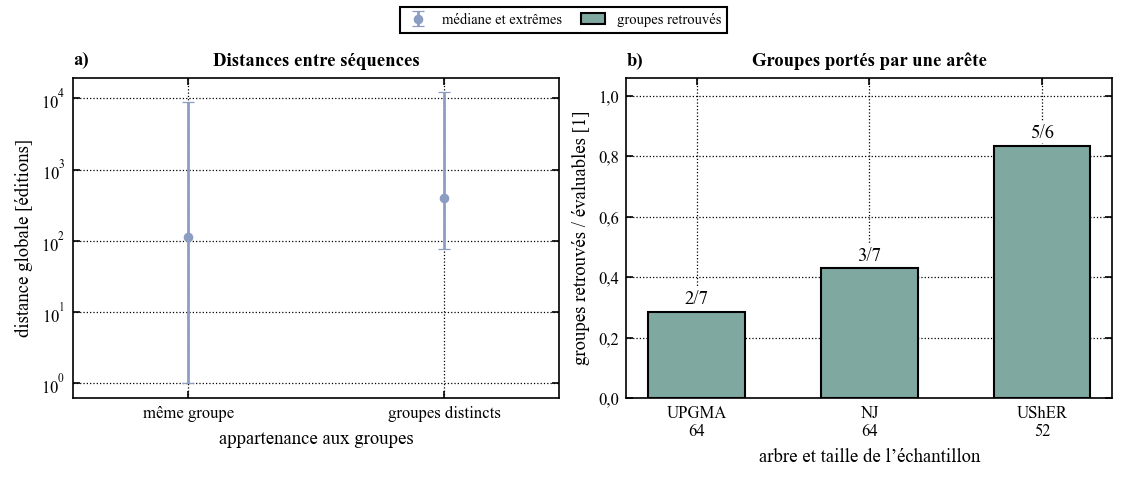 médiane et extrêmes groupes retrouvés
a) Distances entre séquences
distance globale [éditions]
10^4
10^3
10^2
10^1
10^0
même groupe groupes distincts
appartenance aux groupes
b) Groupes portés par une arête
groupes retrouvés / évaluables [1]
1,0
0,8
0,6
0,4
0,2
0,0
2/7
3/7
5/6
UPGMA NJ UShER
64 64 52
arbre et taille de l’échantillon